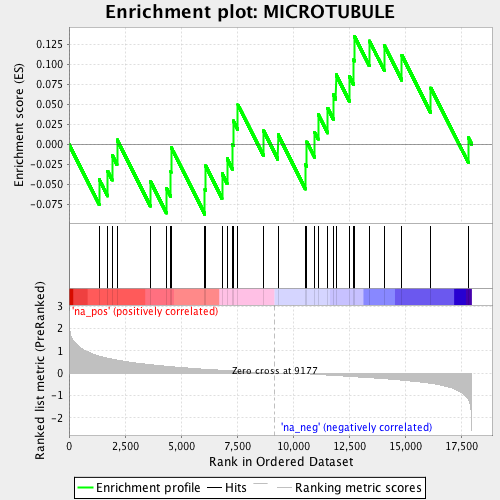 Enrichment plot: MICROTUBULE
Enrichment score (ES)
0.125
0.100
0.075
0.050
0.025
0.000
-0.025
-0.050
-0.075
'na_pos' (positively correlated)
Ranked list metric (PreRanked)
3
2
1
0
-1
-2
Zero cross at 9177
'na_neg' (negatively correlated)
0 2,500 5,000 7,500 10,000 12,500 15,000 17,500
Rank in Ordered Dataset
Enrichment profile Hits Ranking metric scores